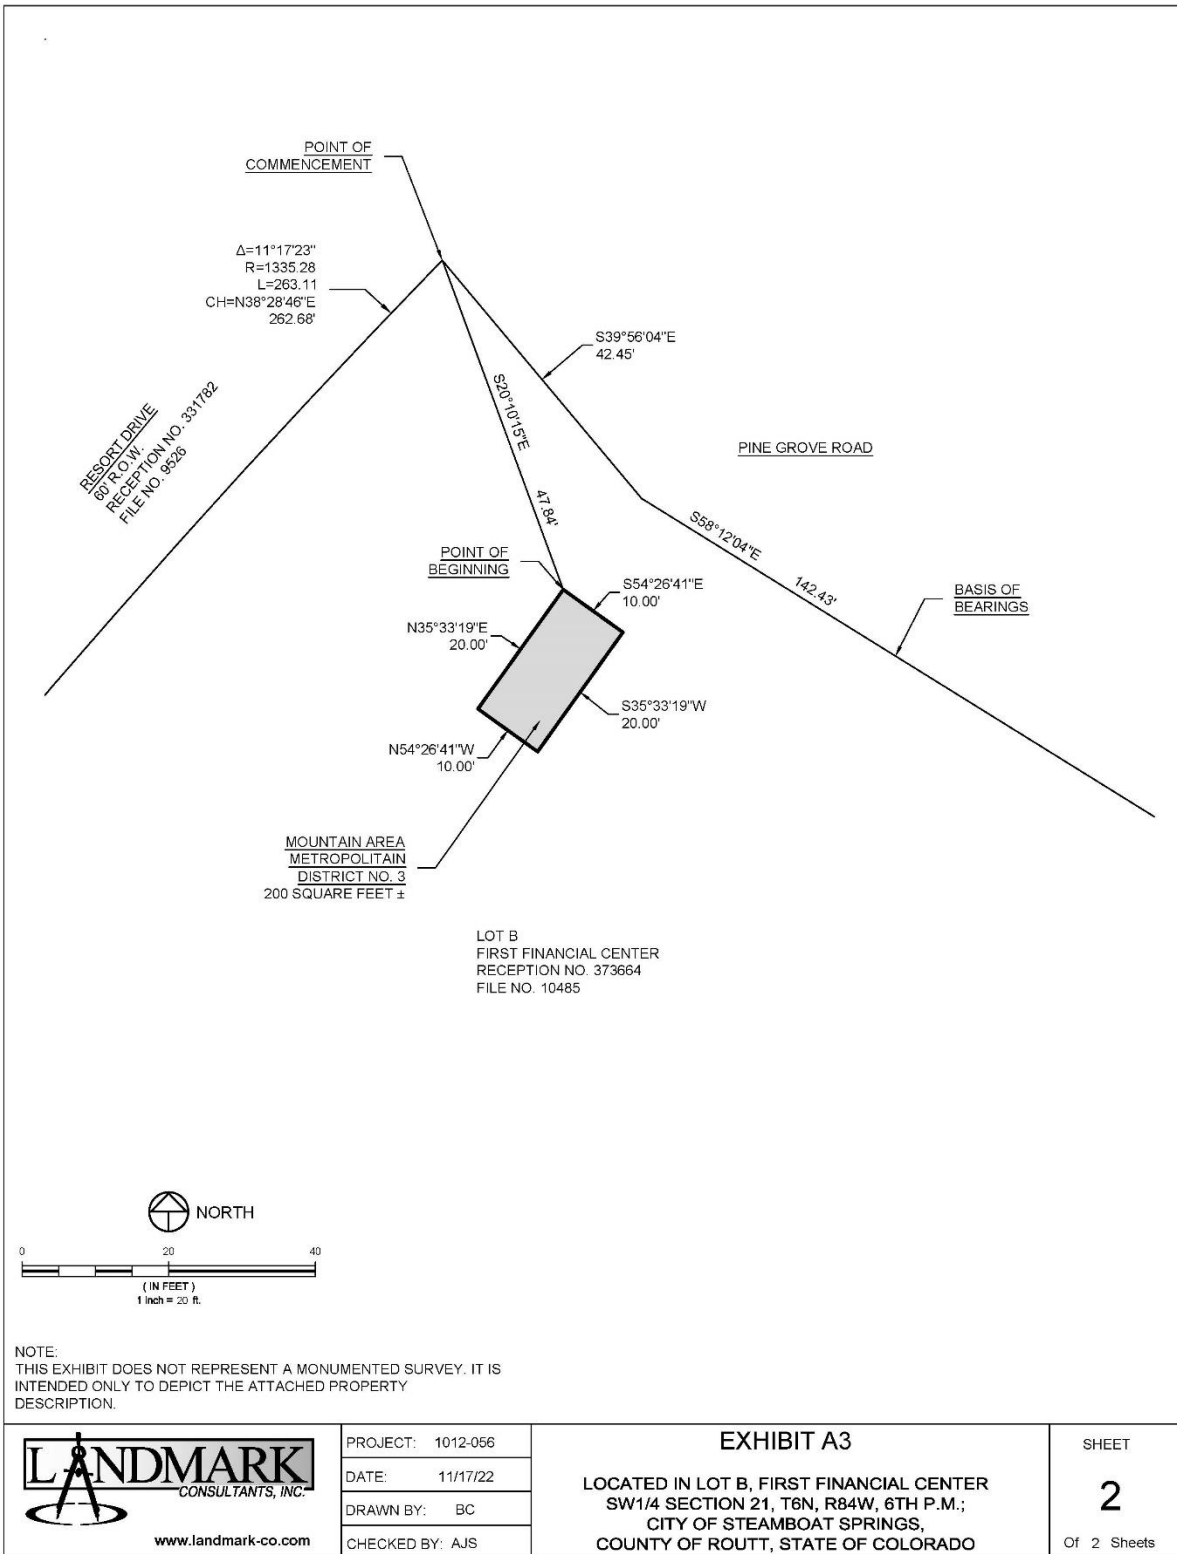 POINT OF
COMMENCEMENT
Δ=11°17'23"
R=1335.28
L=263.11
CH=N38°28'46"E
262.68'
S39°56'04"E
42.45'
RESORT DRIVE
60' R.O.W.
RECEPTION NO. 331782
FILE NO. 9526
S20°10'15"E
47.84'
PINE GROVE ROAD
S58°12'04"E
142.43'
POINT OF
BEGINNING
BASIS OF
BEARINGS
S54°26'41"E
10.00'
N35°33'19"E
20.00'
S35°33'19"W
20.00'
N54°26'41"W
10.00'
MOUNTAIN AREA
METROPOLITAIN
DISTRICT NO. 3
200 SQUARE FEET ±
LOT B
FIRST FINANCIAL CENTER
RECEPTION NO. 373664
FILE NO. 10485
NORTH
0 20 40
( IN FEET )
1 inch = 20 ft.
NOTE:
THIS EXHIBIT DOES NOT REPRESENT A MONUMENTED SURVEY. IT IS
INTENDED ONLY TO DEPICT THE ATTACHED PROPERTY
DESCRIPTION.
LANDMARK
CONSULTANTS, INC.
www.landmark-co.com
PROJECT: 1012-056
DATE: 11/17/22
DRAWN BY: BC
CHECKED BY: AJS
EXHIBIT A3
LOCATED IN LOT B, FIRST FINANCIAL CENTER
SW1/4 SECTION 21, T6N, R84W, 6TH P.M.;
CITY OF STEAMBOAT SPRINGS,
COUNTY OF ROUTT, STATE OF COLORADO
SHEET
2
Of 2 Sheets